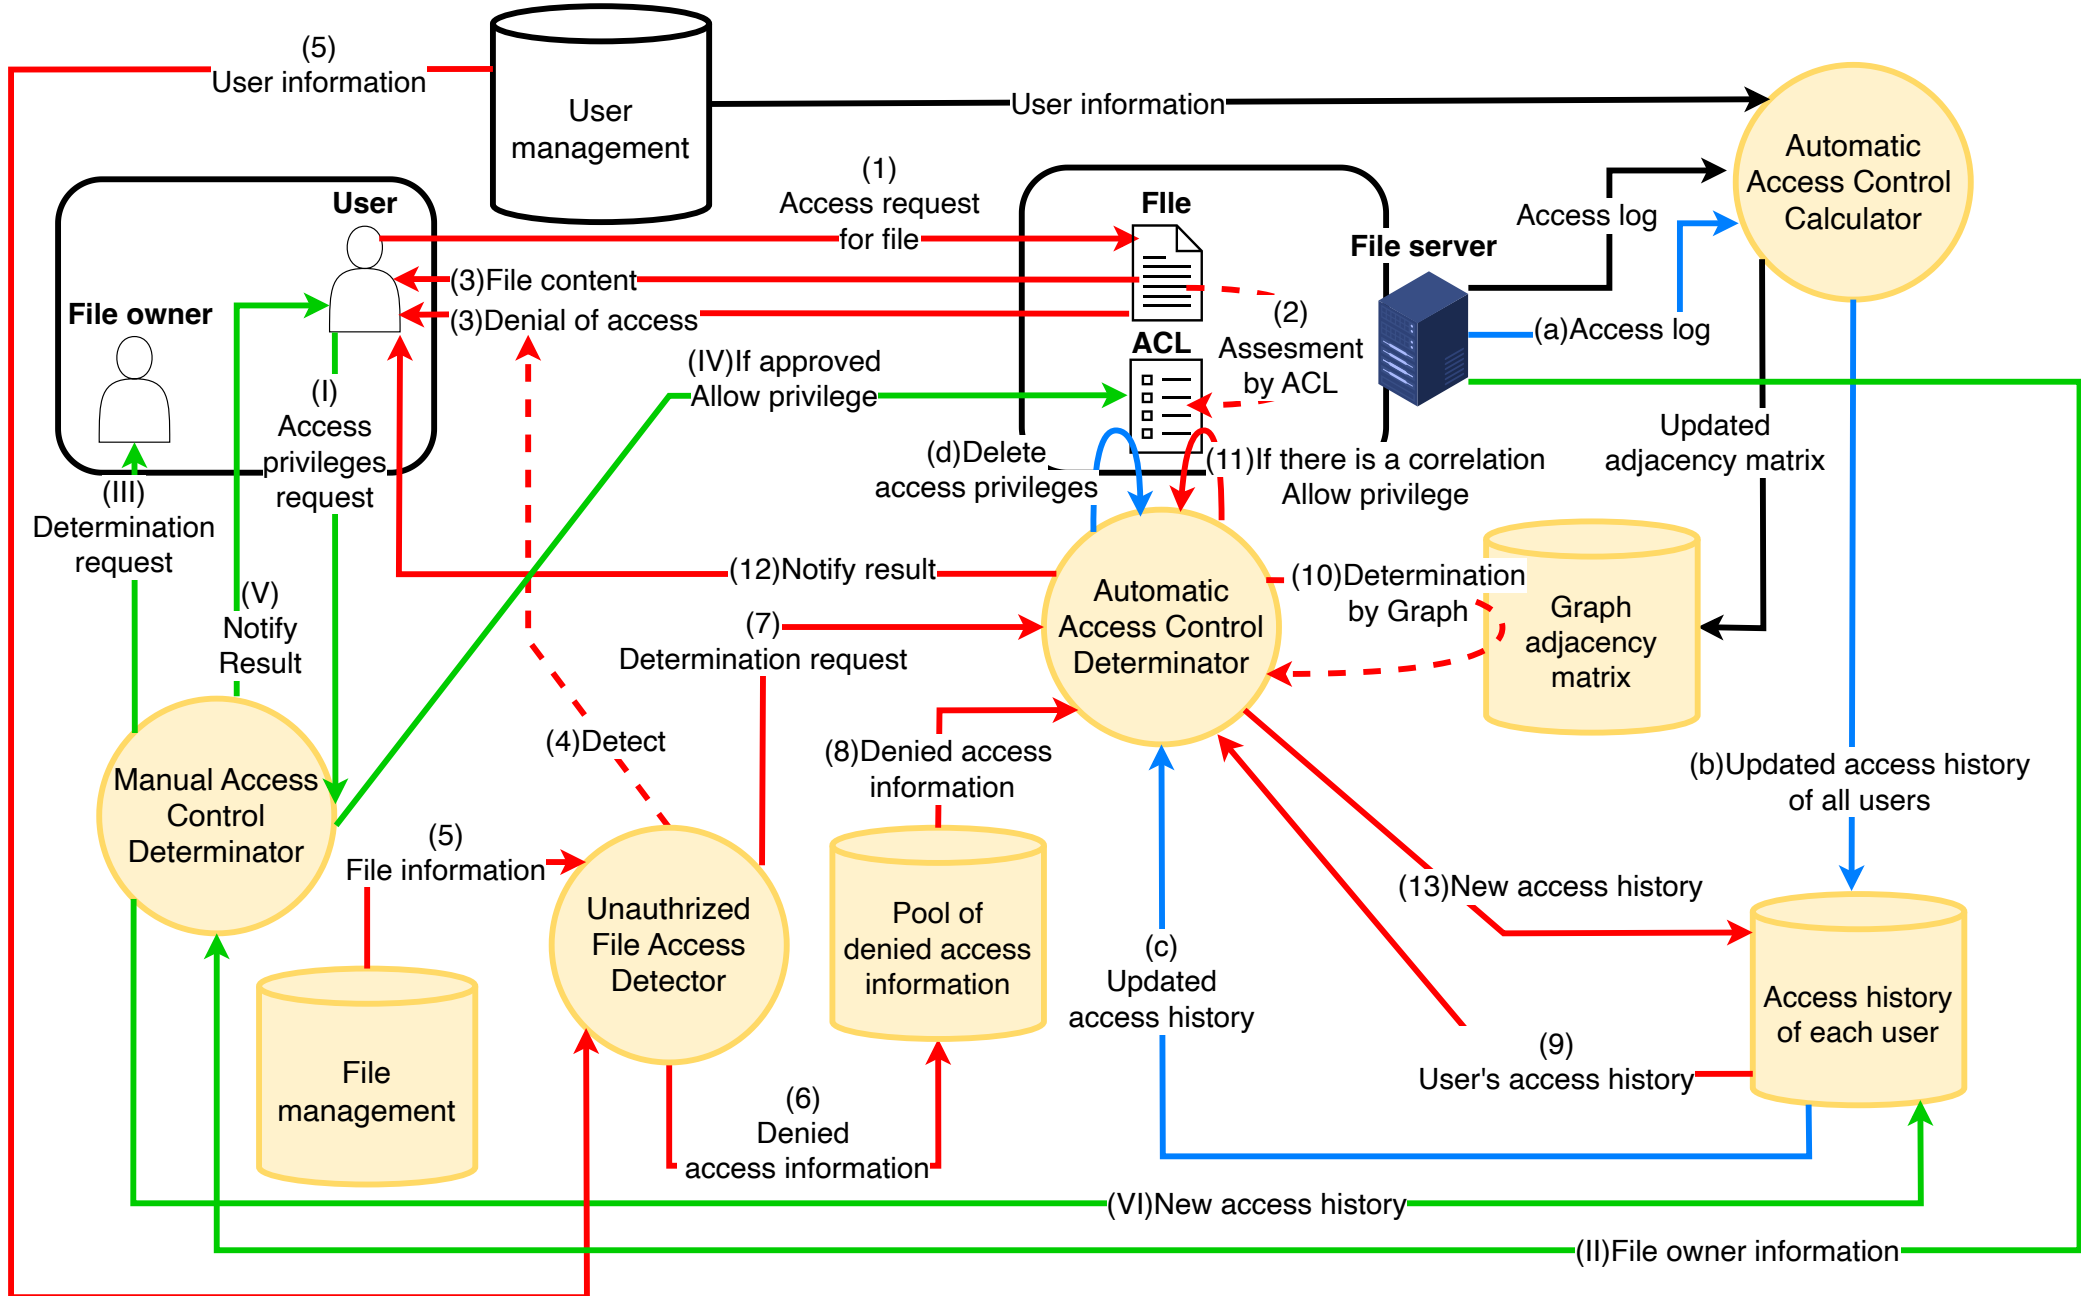 (5)
User information
User
management
User information
Automatic
Access Control
Calculator
User
(1)
Access request
for file
FIle
File server
Access log
(3)File content
(3)Denial of access
File owner
(2)
Assesment
by ACL
ACL
(a)Access log
(IV)If approved
Allow privilege
(I)
Access
privileges
request
(d)Delete
access privileges
(11)If there is a correlation
Allow privilege
Updated
adjacency matrix
(III)
Determination
request
(V)
Notify
Result
(12)Notify result
Automatic
Access Control
Determinator
(10)Determination
by Graph
Graph
adjacency
matrix
(7)
Determination request
(4)Detect
(8)Denied access
information
(b)Updated access history
of all users
Manual Access
Control
Determinator
(5)
File information
Unauthrized
File Access
Detector
Pool of
denied access
information
(13)New access history
(c)
Updated
access history
Access history
of each user
(9)
User's access history
File
management
(6)
Denied
access information
(VI)New access history
(II)File owner information